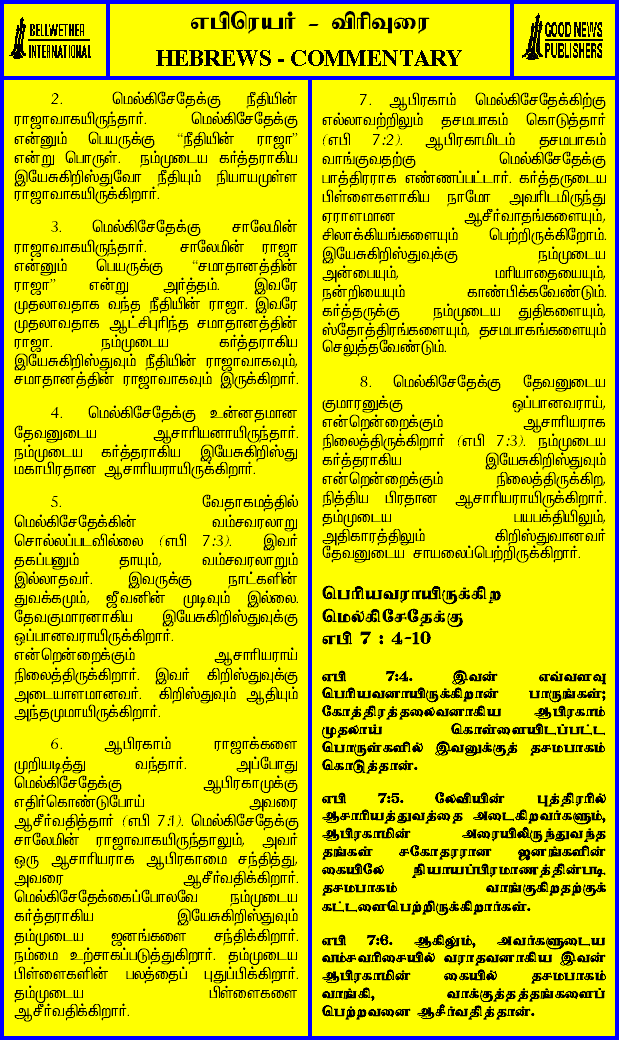 BELLWETHER
INTERNATIONAL
எபிரெயர் - விரிவுரை
HEBREWS - COMMENTARY
GOOD NEWS
PUBLISHERS
2. மெல்கிசேதேக்கு நீதியின்
ராஜாவாகயிருந்தார். மெல்கிசேதேக்கு
என்னும் பெயருக்கு “நீதியின் ராஜா”
என்று பொருள். நம்முடைய கர்த்தராகிய
இயேசுகிறிஸ்துவோ நீதியும் நியாயமுள்ள
ராஜாவாகயிருக்கிறார்.
3. மெல்கிசேதேக்கு சாலேமின்
ராஜாவாகயிருந்தார். சாலேமின் ராஜா
என்னும் பெயருக்கு “சமாதானத்தின்
ராஜா” என்று அர்த்தம். இவரே
முதலாவதாக வந்த நீதியின் ராஜா. இவரே
முதலாவதாக ஆட்சிபுரிந்த சமாதானத்தின்
ராஜா. நம்முடைய கர்த்தராகிய
இயேசுகிறிஸ்துவும் நீதியின் ராஜாவாகவும்,
சமாதானத்தின் ராஜாவாகவும் இருக்கிறார்.
4. மெல்கிசேதேக்கு உன்னதமான
தேவனுடைய ஆசாரியனாயிருந்தார்.
நம்முடைய கர்த்தராகிய இயேசுகிறிஸ்து
மகாபிரதான ஆசாரியராயிருக்கிறார்.
5. வேதாகமத்தில்
மெல்கிசேதேக்கின் வம்சவரலாறு
சொல்லப்படவில்லை (எபி 7:3). இவர்
தகப்பனும் தாயும், வம்சவரலாறும்
இல்லாதவர். இவருக்கு நாட்களின்
துவக்கமும், ஜீவனின் முடிவும் இல்லை.
தேவகுமாரனாகிய இயேசுகிறிஸ்துவுக்கு
ஒப்பானவராயிருக்கிறார்.
என்றென்றைக்கும் ஆசாரியராய்
நிலைத்திருக்கிறார். இவர் கிறிஸ்துவுக்கு
அடையாளமானவர். கிறிஸ்துவும் ஆதியும்
அந்தமுமாயிருக்கிறார்.
6. ஆபிரகாம் ராஜாக்களை
முறியடித்து வந்தார். அப்போது
மெல்கிசேதேக்கு ஆபிரகாமுக்கு
எதிர்கொண்டுபோய் அவரை
ஆசீர்வதித்தார் (எபி 7:1). மெல்கிசேதேக்கு
சாலேமின் ராஜாவாகயிருந்தாலும், அவர்
ஒரு ஆசாரியராக ஆபிரகாமை சந்தித்து,
அவரை ஆசீர்வதிக்கிறார்.
மெல்கிசேதேக்கைப்போலவே நம்முடைய
கர்த்தராகிய இயேசுகிறிஸ்துவும்
தம்முடைய ஜனங்களை சந்திக்கிறார்.
நம்மை உற்சாகப்படுத்துகிறார். தம்முடைய
பிள்ளைகளின் பலத்தைப் புதுப்பிக்கிறார்.
தம்முடைய பிள்ளைகளை
ஆசீர்வதிக்கிறார்.
7. ஆபிரகாம் மெல்கிசேதேக்கிற்கு
எல்லாவற்றிலும் தசமபாகம் கொடுத்தார்
(எபி 7:2). ஆபிரகாமிடம் தசமபாகம்
வாங்குவதற்கு மெல்கிசேதேக்கு
பாத்திரராக எண்ணப்பட்டார். கர்த்தருடைய
பிள்ளைகளாகிய நாமோ அவரிடமிருந்து
ஏராளமான ஆசீர்வாதங்களையும்,
சிலாக்கியங்களையும் பெற்றிருக்கிறோம்.
இயேசுகிறிஸ்துவுக்கு நம்முடைய
அன்பையும், மரியாதையையும்,
நன்றியையும் காண்பிக்கவேண்டும்.
கர்த்தருக்கு நம்முடைய துதிகளையும்,
ஸ்தோத்திரங்களையும், தசமபாகங்களையும்
செலுத்தவேண்டும்.
8. மெல்கிசேதேக்கு தேவனுடைய
குமாரனுக்கு ஒப்பானவராய்,
என்றென்றைக்கும் ஆசாரியராக
நிலைத்திருக்கிறார் (எபி 7:3). நம்முடைய
கர்த்தராகிய இயேசுகிறிஸ்துவும்
என்றென்றைக்கும் நிலைத்திருக்கிற,
நித்திய பிரதான ஆசாரியராயிருக்கிறார்.
தம்முடைய பயபக்தியிலும்,
அதிகாரத்திலும் கிறிஸ்துவானவர்
தேவனுடைய சாயலைப்பெற்றிருக்கிறார்.
பெரியவராயிருக்கிற
மெல்கிசேதேக்கு
எபி 7 : 4-10
எபி 7:4. இவன் எவ்வளவு
பெரியவனாயிருக்கிறான் பாருங்கள்;
கோத்திரத்தலைவனாகிய ஆபிரகாம்
முதலாய் கொள்ளையிடப்பட்ட
பொருள்களில் இவனுக்குத் தசமபாகம்
கொடுத்தான்.
எபி 7:5. லேவியின் புத்திரரில்
ஆசாரியத்துவத்தை அடைகிறவர்களும்,
ஆபிரகாமின் அரையிலிருந்துவந்த
தங்கள் சகோதரரான ஜனங்களின்
கையிலே நியாயப்பிரமாணத்தின்படி
தசமபாகம் வாங்குகிறதற்குக்
கட்டளைபெற்றிருக்கிறார்கள்.
எபி 7:6. ஆகிலும், அவர்களுடைய
வம்சவரிசையில் வராதவனாகிய இவன்
ஆபிரகாமின் கையில் தசமபாகம்
வாங்கி, வாக்குத்தத்தங்களைப்
பெற்றவனை ஆசீர்வதித்தான்.